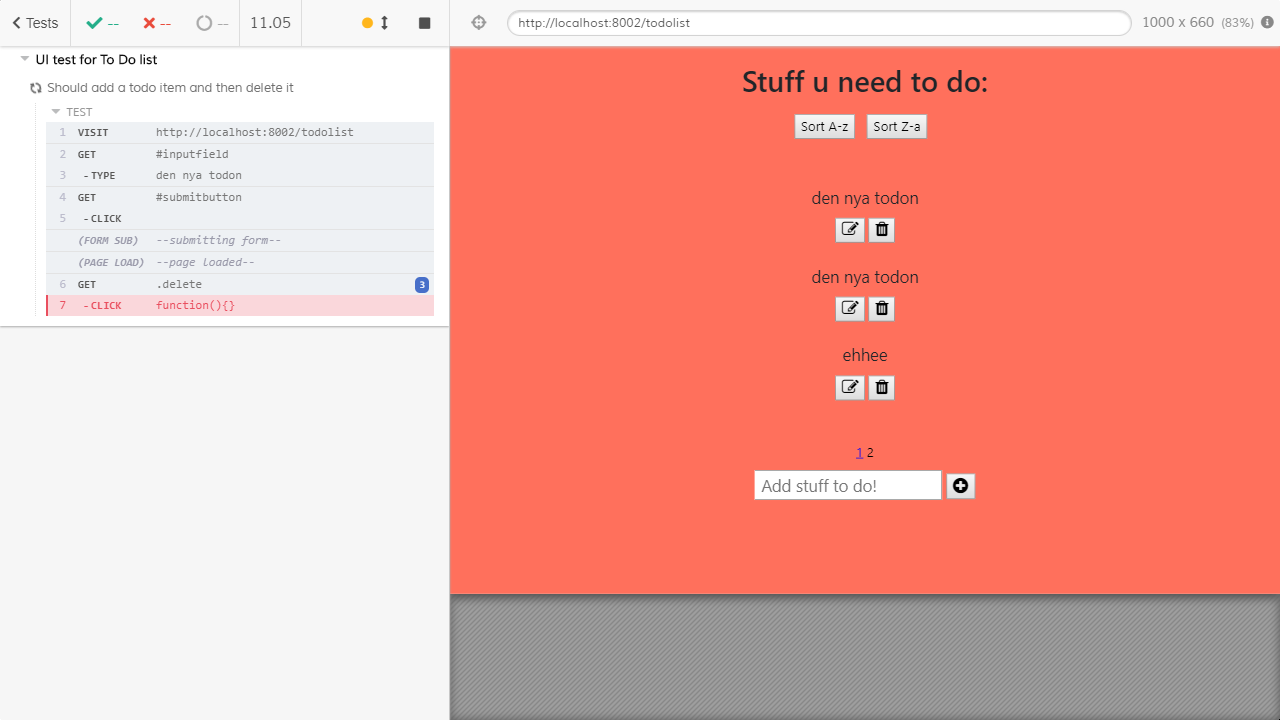 Tests -- -- -- 11.05
http://localhost:8002/todolist 1000 x 660 (83%)
UI test for To Do list
Should add a todo item and then delete it
TEST
1 VISIT http://localhost:8002/todolist
2 GET #inputfield
3 -TYPE den nya todon
4 GET #submitbutton
5 -CLICK
(FORM SUB) --submitting form--
(PAGE LOAD) --page loaded--
6 GET .delete 3
7 -CLICK function(){}
Stuff u need to do:
Sort A-z Sort Z-a
den nya todon
den nya todon
ehhee
1 2
Add stuff to do!